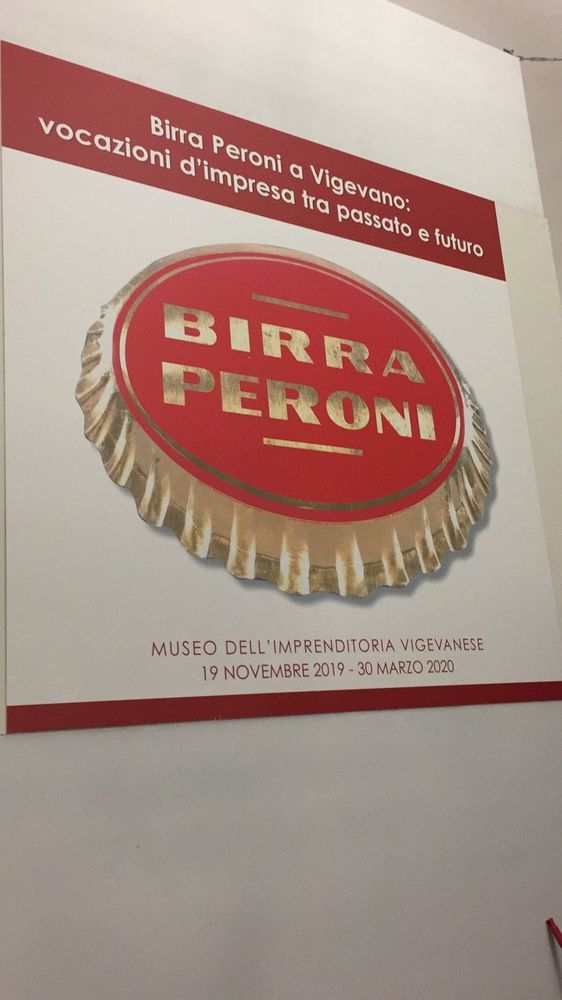 Birra Peroni a Vigevano:
vocazioni d'impresa tra passato e futuro
BIRRA
PERONI
MUSEO DELL'IMPRENDITORIA VIGEVANESE
19 NOVEMBRE 2019 - 30 MARZO 2020